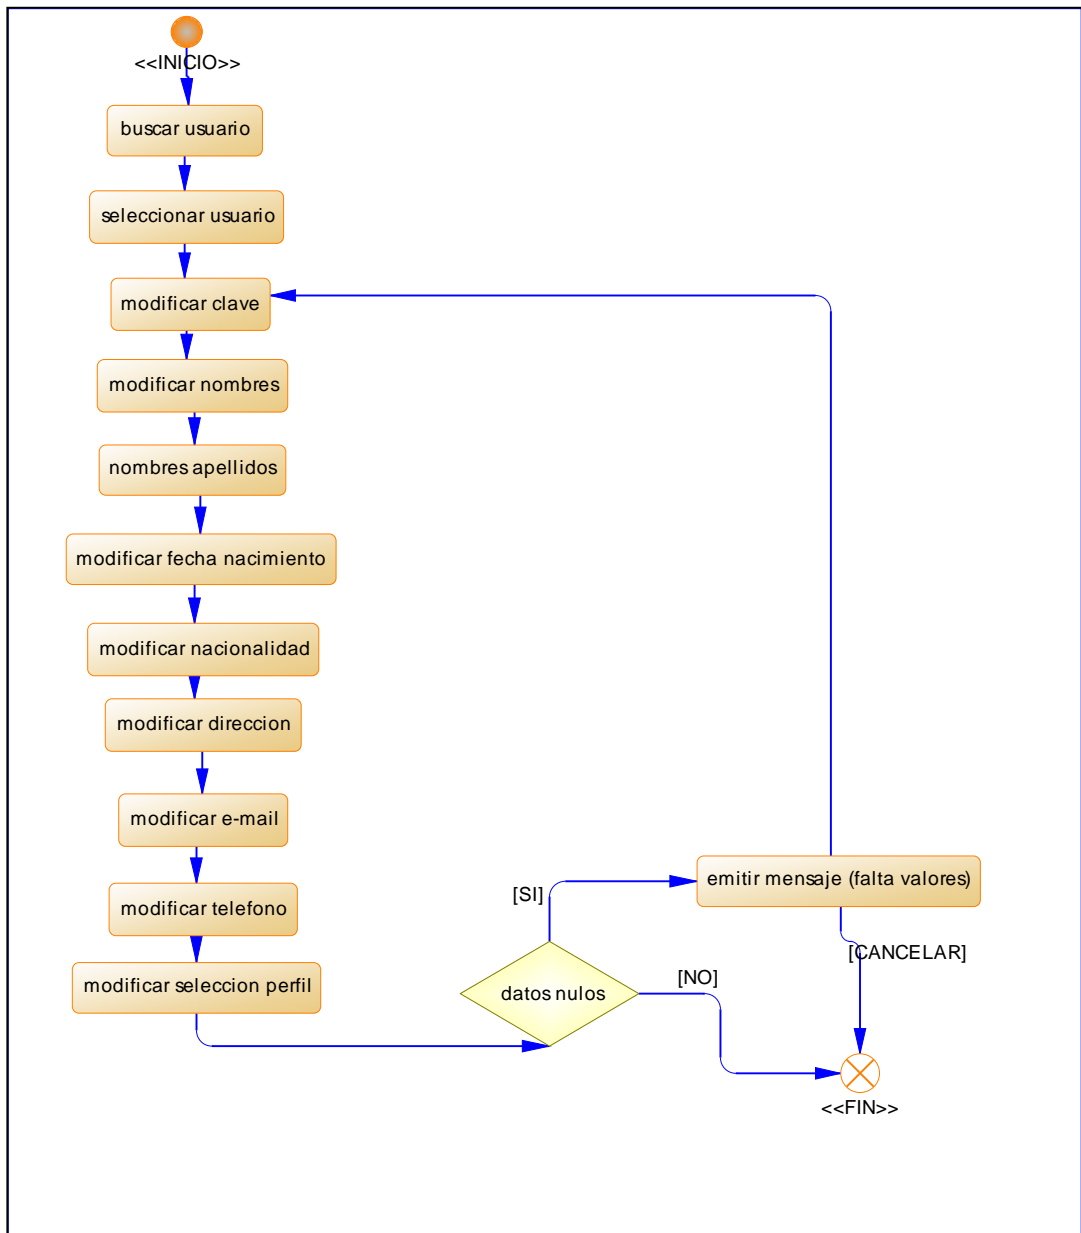 <<INICIO>>
buscar usuario
seleccionar usuario
modificar clave
modificar nombres
nombres apellidos
modificar fecha nacimiento
modificar nacionalidad
modificar direccion
modificar e-mail
modificar telefono
modificar seleccion perfil
datos nulos
[SI]
[NO]
emitir mensaje (falta valores)
[CANCELAR]
<<FIN>>